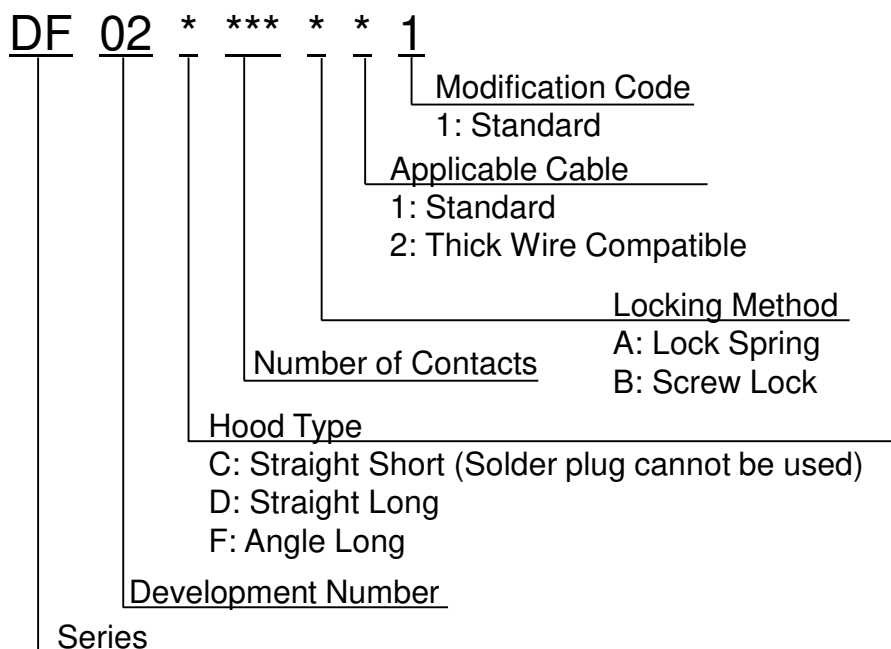 DF 02 * *** * * 1
Modification Code
1: Standard
Applicable Cable
1: Standard
2: Thick Wire Compatible
Locking Method
A: Lock Spring
B: Screw Lock
Number of Contacts
Hood Type
C: Straight Short (Solder plug cannot be used)
D: Straight Long
F: Angle Long
Development Number
Series